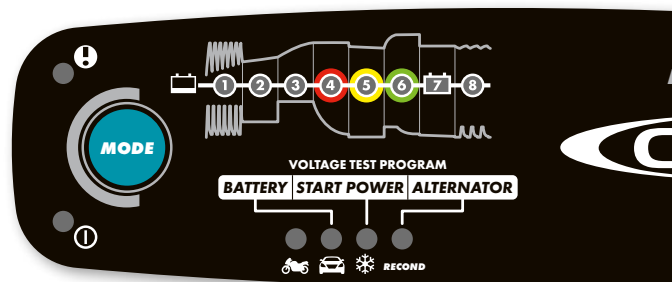 1 2 3 4 5 6 7 8
MODE
VOLTAGE TEST PROGRAM
BATTERY START POWER ALTERNATOR
RECOND